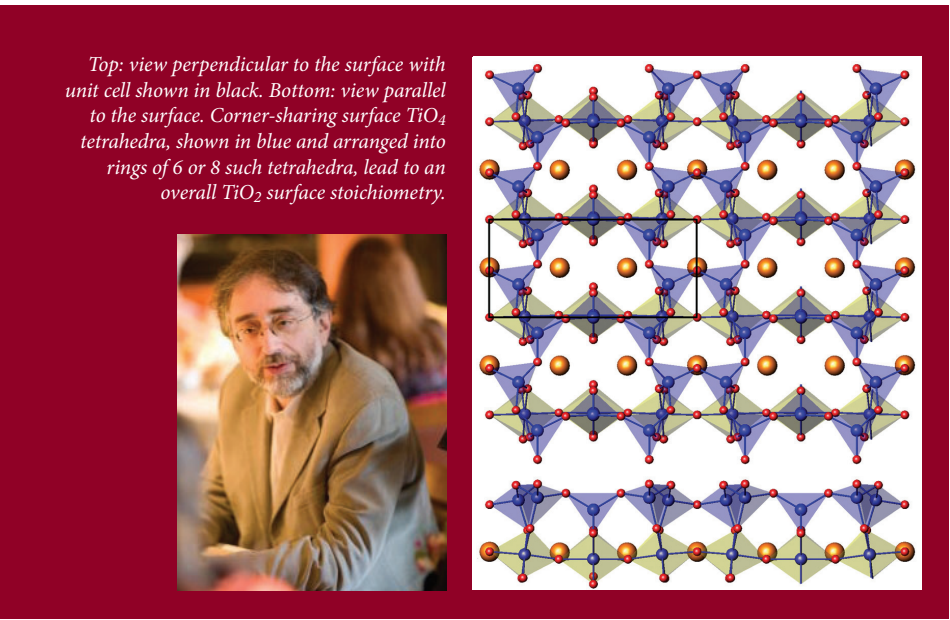 Top: view perpendicular to the surface with
unit cell shown in black. Bottom: view parallel
to the surface. Corner-sharing surface TiO4
tetrahedra, shown in blue and arranged into
rings of 6 or 8 such tetrahedra, lead to an
overall TiO2 surface stoichiometry.